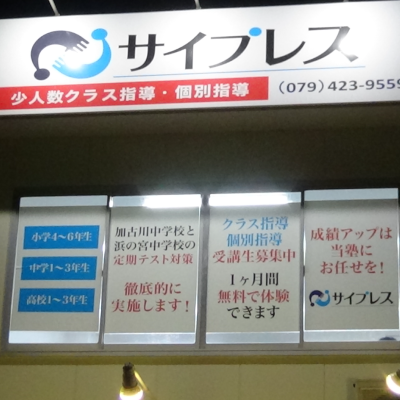 サイプレス
少人数クラス指導・個別指導
(079)423-9559
小学4〜6年生
中学1〜3年生
高校1〜3年生
加古川中学校と
浜の宮中学校の
定期テスト対策
徹底的に
実施します!
クラス指導
個別指導
受講生募集中
1ヶ月間
無料で体験
できます
成績アップは
当塾に
お任せを!
サイプレス